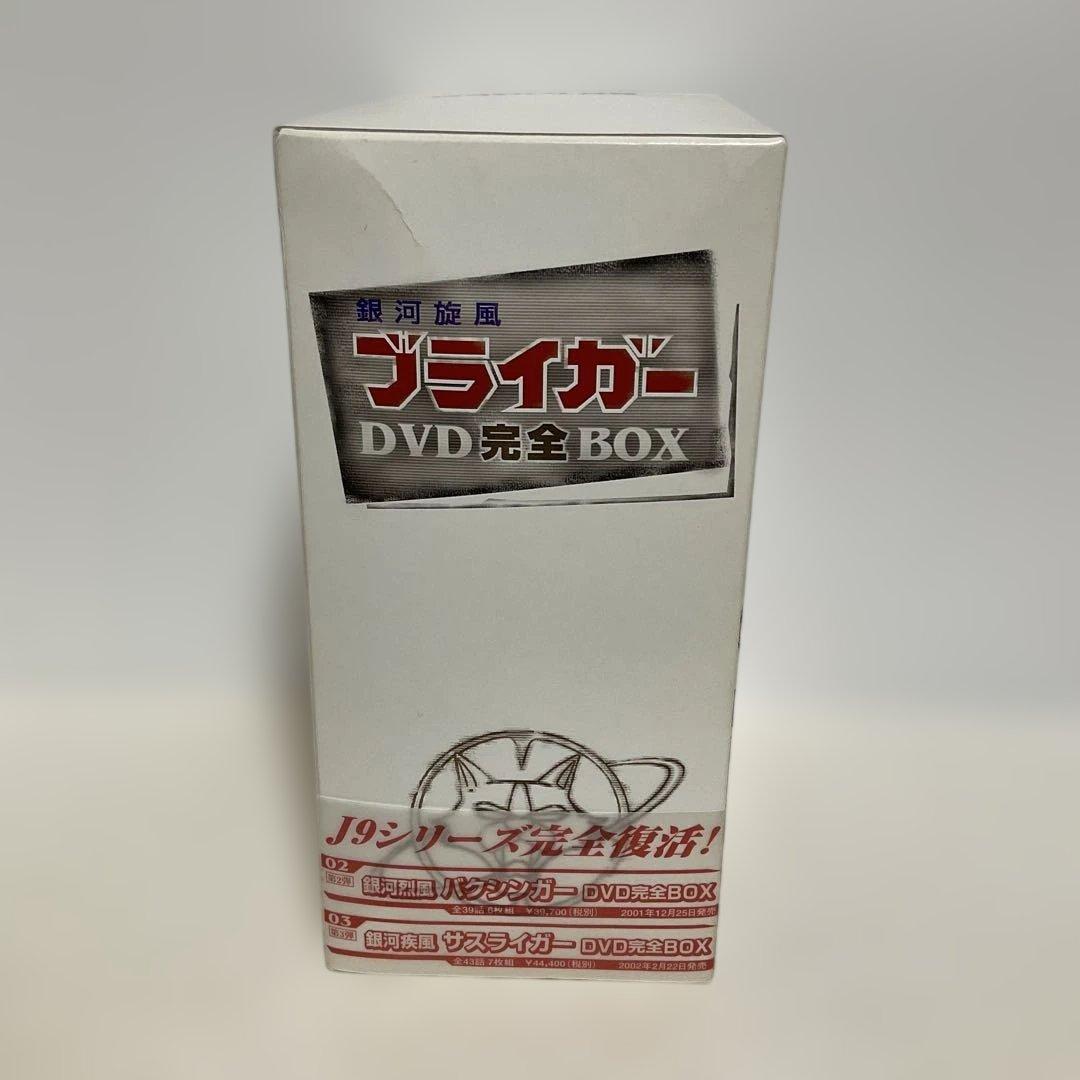 銀河旋風
ブライガー
DVD完全BOX
J9シリーズ完全復活!
02
第2弾 銀河烈風 バクシンガー DVD完全BOX
全39話 6枚組 ¥39,700(税別) 2001年12月25日発売
03
第3弾 銀河疾風 サスライガー DVD完全BOX
全43話 7枚組 ¥44,400(税別) 2002年2月22日発売